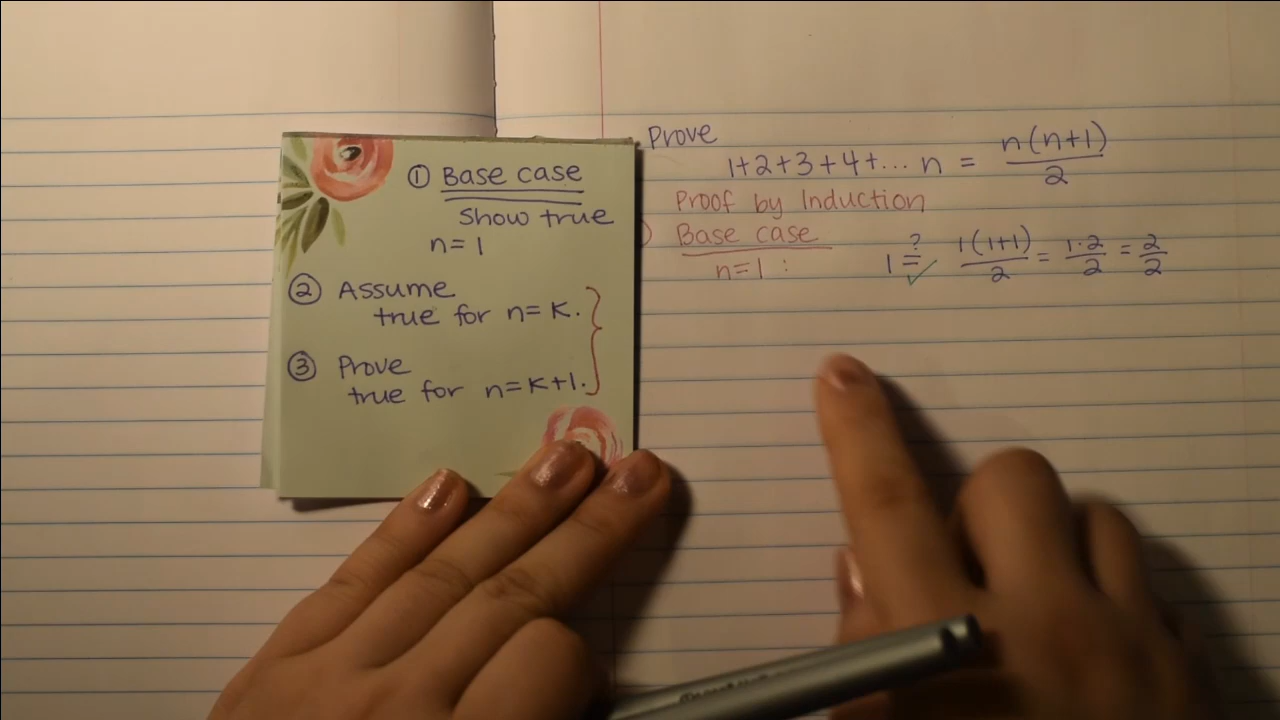 ① Base case
Show true
n=1
② Assume
true for n=K.
③ Prove
true for n=K+1.
Prove
1+2+3+4+... n = n(n+1)/2
Proof by Induction
) Base case
n=1 :
1 ?= ✓ 1(1+1)/2 = 1·2/2 = 2/2